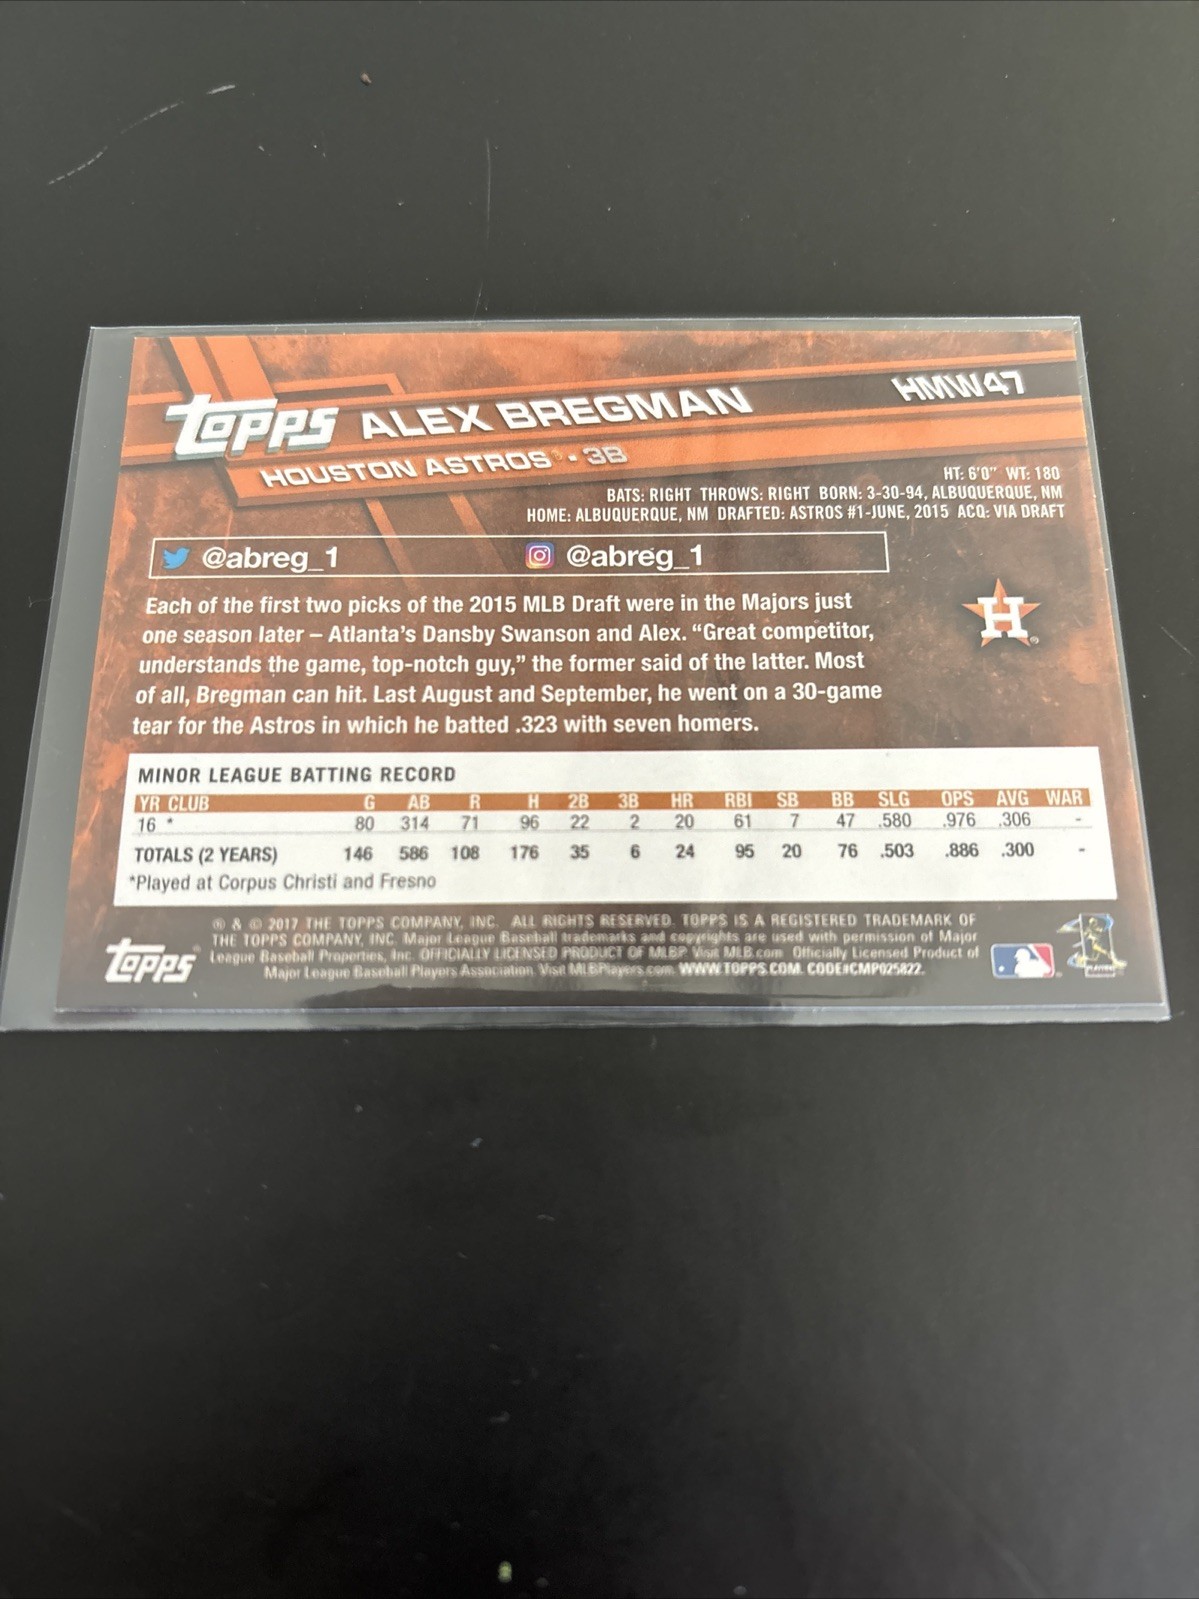 TOPPS ALEX BREGMAN HMW47
HOUSTON ASTROS® • 3B
HT: 6'0" WT: 180
BATS: RIGHT THROWS: RIGHT BORN: 3-30-94, ALBUQUERQUE, NM
HOME: ALBUQUERQUE, NM DRAFTED: ASTROS #1-JUNE, 2015 ACQ: VIA DRAFT
@abreg_1 @abreg_1
Each of the first two picks of the 2015 MLB Draft were in the Majors just
one season later – Atlanta's Dansby Swanson and Alex. "Great competitor,
understands the game, top-notch guy," the former said of the latter. Most
of all, Bregman can hit. Last August and September, he went on a 30-game
tear for the Astros in which he batted .323 with seven homers.
H
MINOR LEAGUE BATTING RECORD
YR CLUB G AB R H 2B 3B HR RBI SB BB SLG OPS AVG WAR
16 * 80 314 71 96 22 2 20 61 7 47 .580 .976 .306 -
TOTALS (2 YEARS) 146 586 108 176 35 6 24 95 20 76 .503 .886 .300 -
*Played at Corpus Christi and Fresno
® & © 2017 THE TOPPS COMPANY, INC. ALL RIGHTS RESERVED. TOPPS IS A REGISTERED TRADEMARK OF
THE TOPPS COMPANY, INC. Major League Baseball trademarks and copyrights are used with permission of Major
League Baseball Properties, Inc. OFFICIALLY LICENSED PRODUCT OF MLBP Visit MLB.com Officially Licensed Product of
Major League Baseball Players Association. Visit MLBPlayers.com. WWW.TOPPS.COM. CODE#CMP025822.
TOPPS
PLAYERS